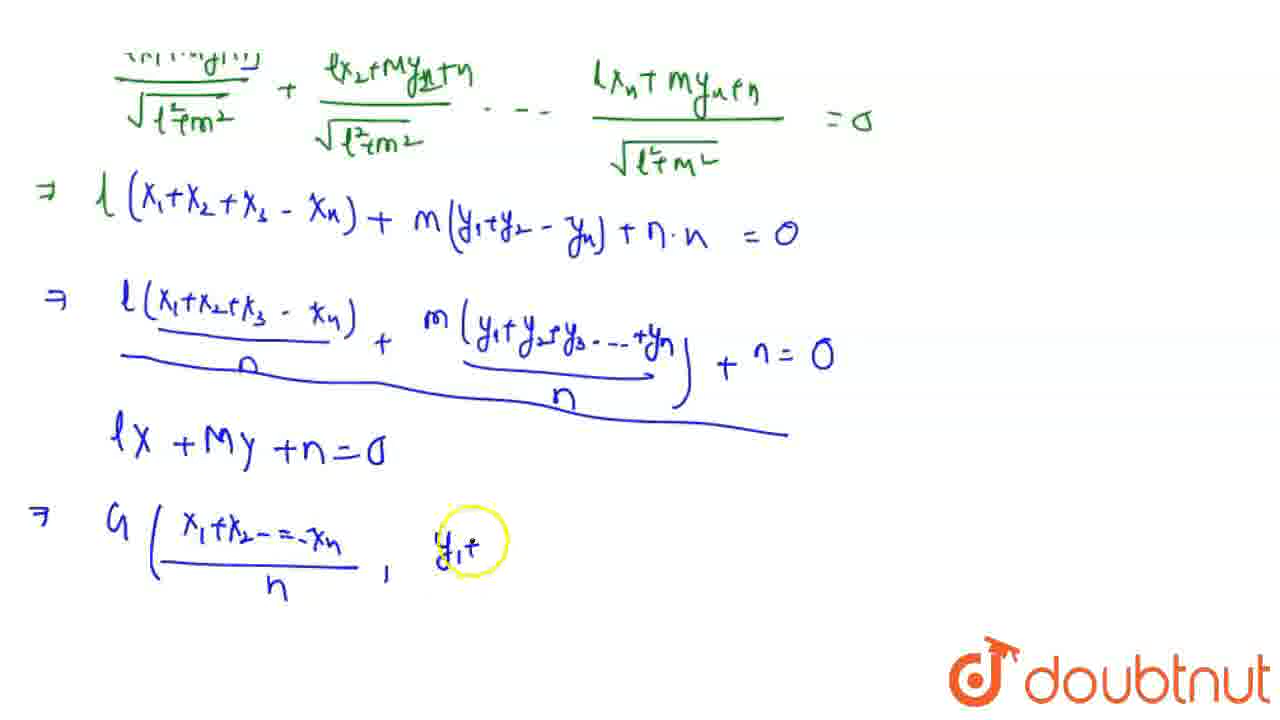 lx₂+my₂+n lxₙ+myₙ+n
√l²+m² + √l²+m² ... √l²+m² = 0
⇒ l(x₁+x₂+x₃ - xₙ) + m(y₁+y₂ - yₙ) + n·n = 0
⇒ l(x₁+x₂+x₃ - xₙ) + m(y₁+y₂+y₃....+yₙ) + n = 0
n n
lx + my + n = 0
⇒ G (x₁+x₂-=-xₙ , y₁+
n
doubtnut